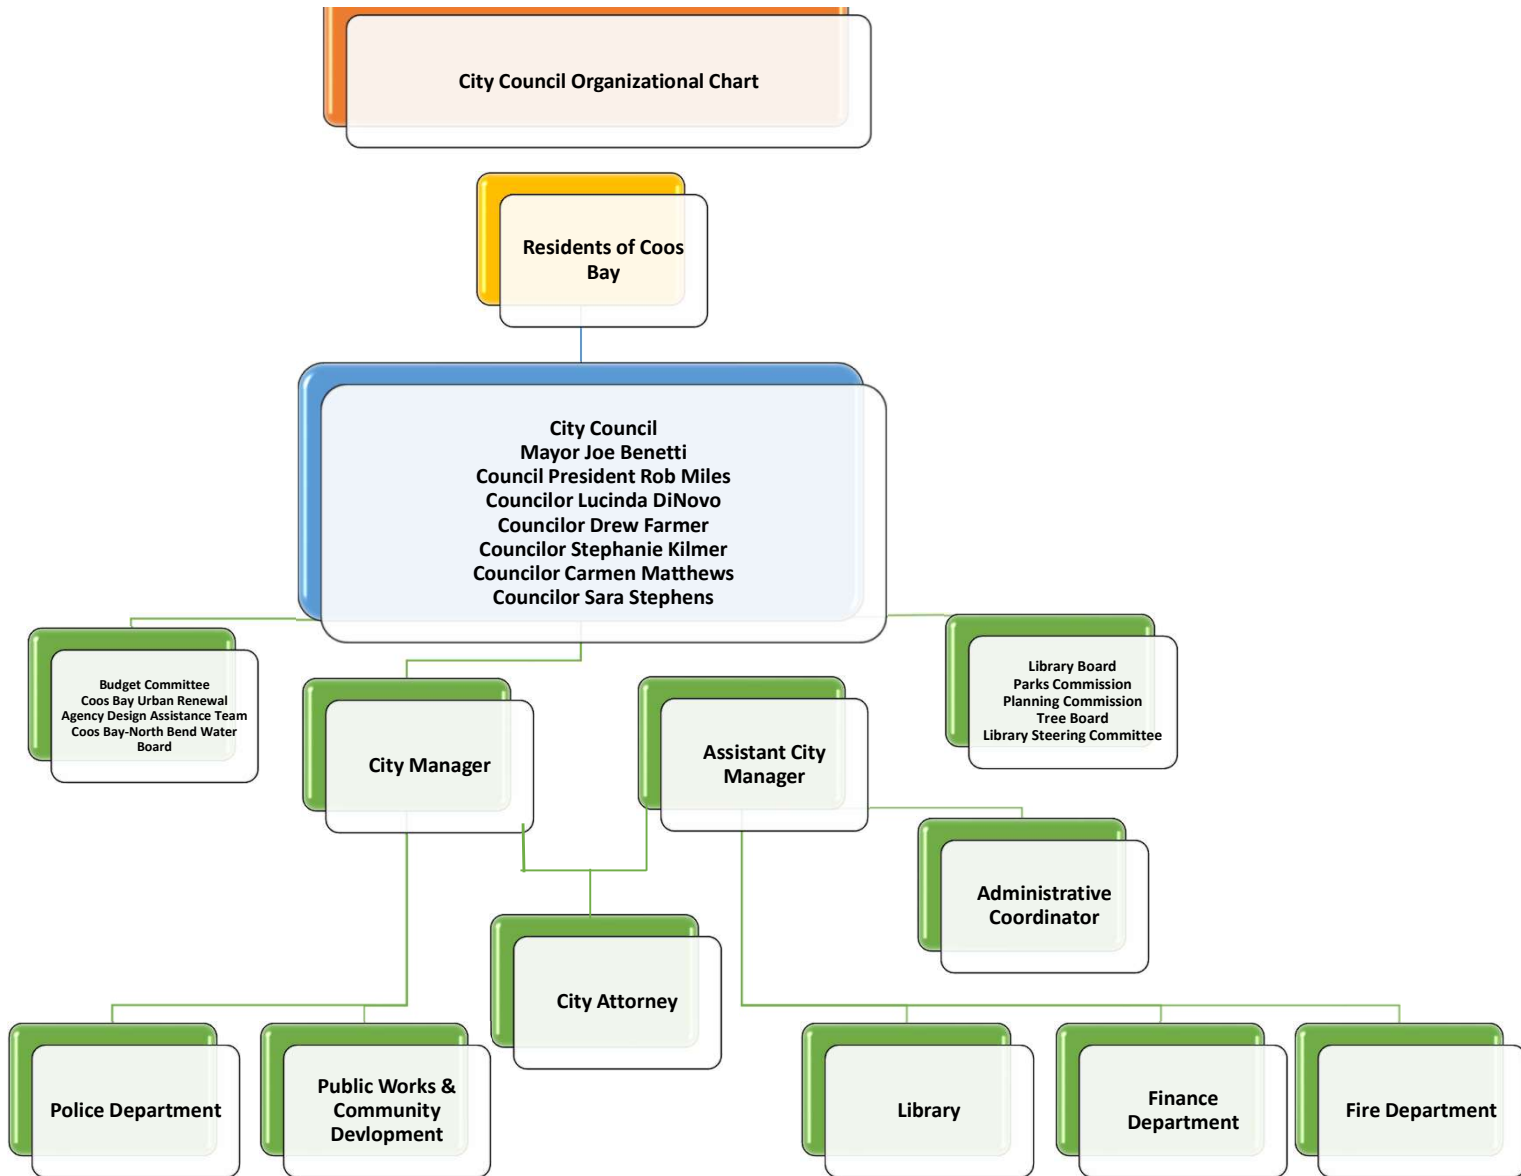 City Council Organizational Chart
Residents of Coos
Bay
City Council
Mayor Joe Benetti
Council President Rob Miles
Councilor Lucinda DiNovo
Councilor Drew Farmer
Councilor Stephanie Kilmer
Councilor Carmen Matthews
Councilor Sara Stephens
Budget Committee
Coos Bay Urban Renewal
Agency Design Assistance Team
Coos Bay-North Bend Water
Board
Library Board
Parks Commission
Planning Commission
Tree Board
Library Steering Committee
City Manager
Assistant City
Manager
Administrative
Coordinator
City Attorney
Police Department
Public Works &
Community
Devlopment
Library
Finance
Department
Fire Department